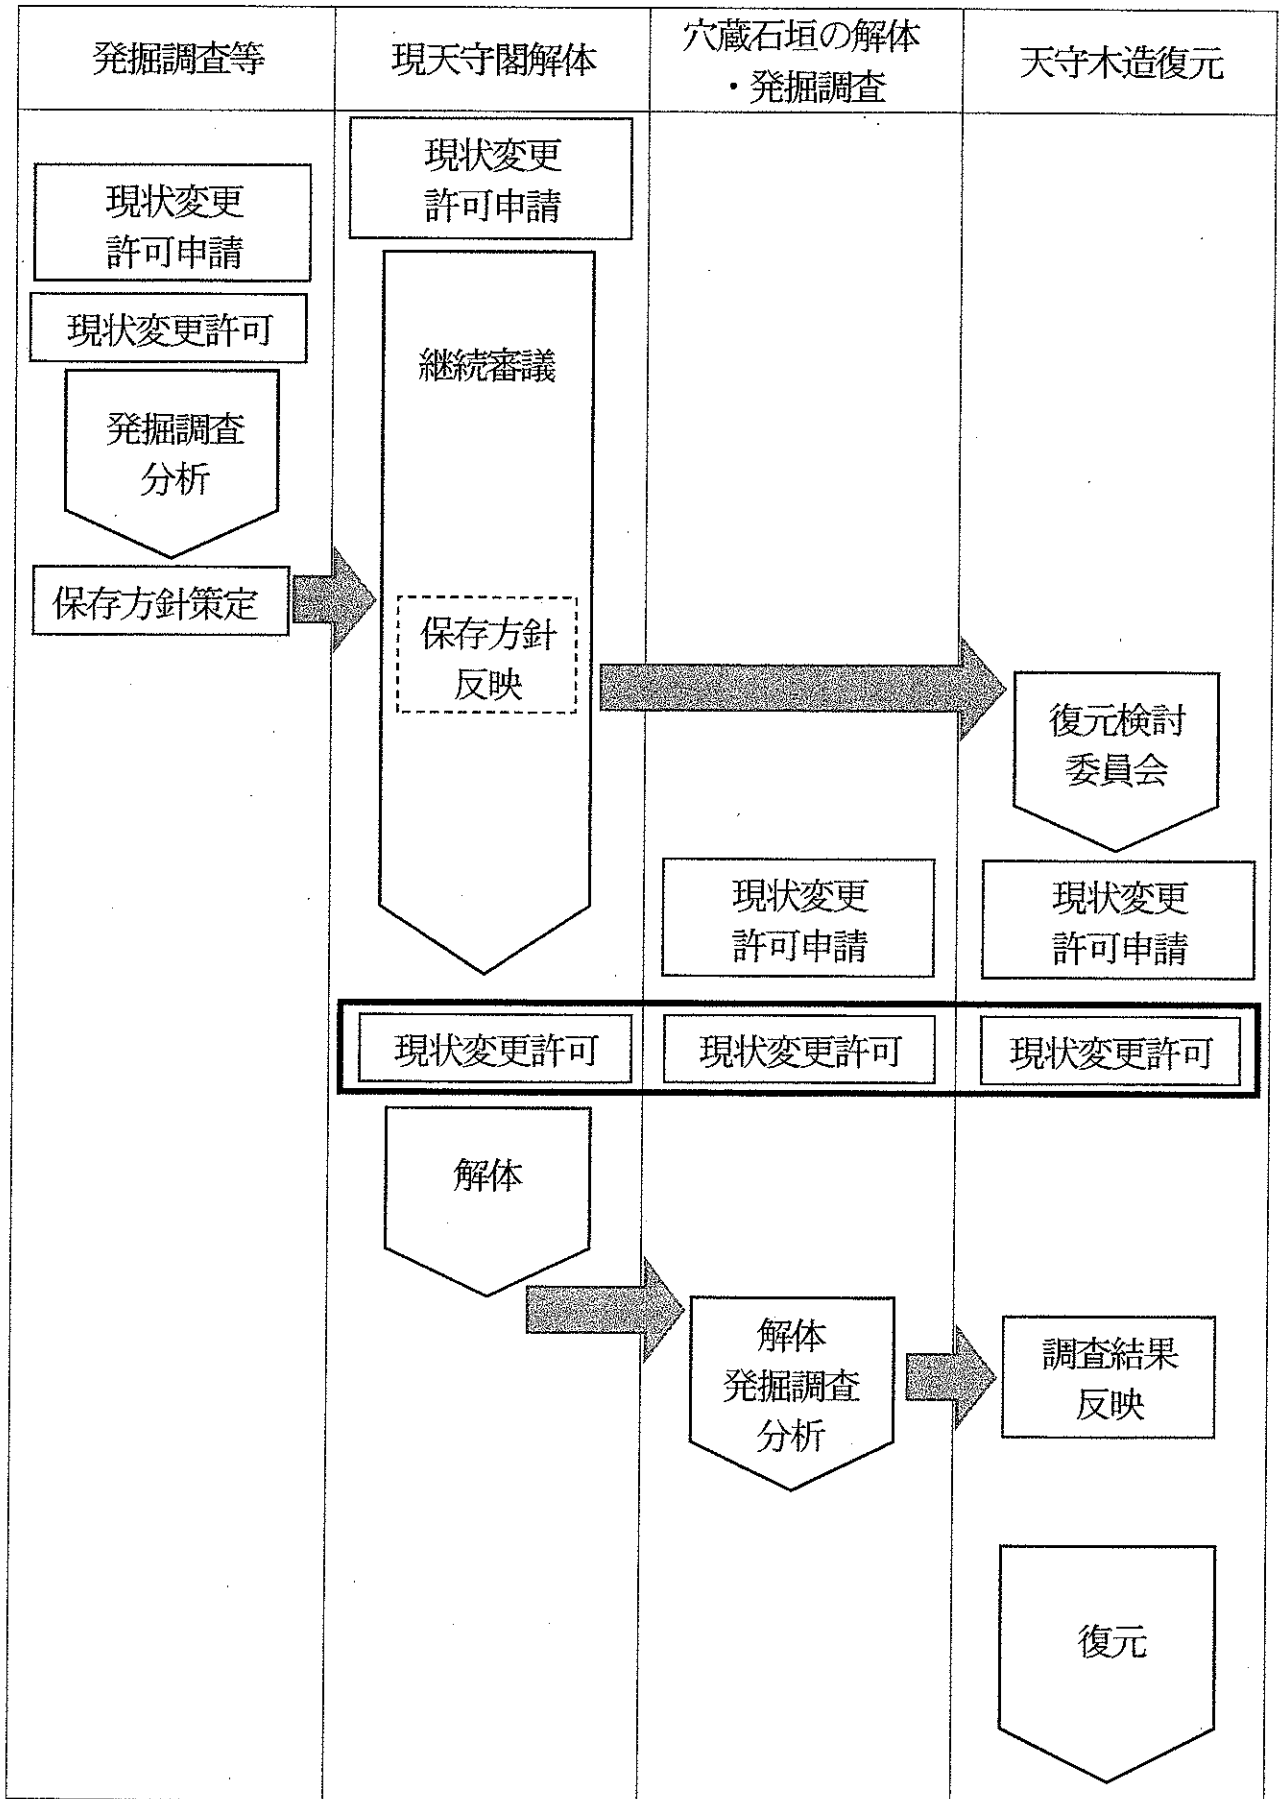 発掘調査等
現天守閣解体
穴蔵石垣の解体
・発掘調査
天守木造復元
現状変更
許可申請
現状変更許可
発掘調査
分析
保存方針策定
現状変更
許可申請
継続審議
保存方針
反映
復元検討
委員会
現状変更
許可申請
現状変更
許可申請
現状変更許可
現状変更許可
現状変更許可
解体
解体
発掘調査
分析
調査結果
反映
復元